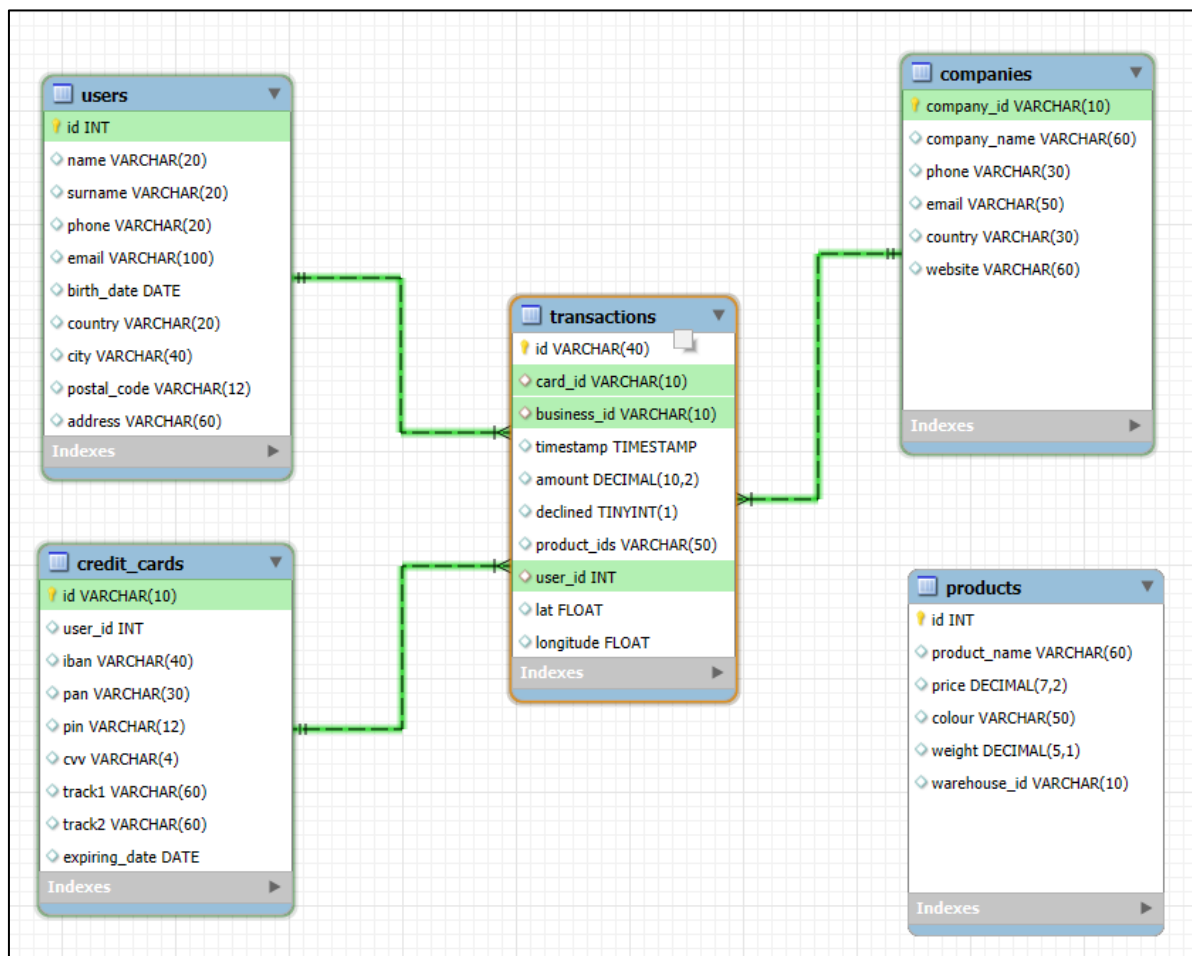 users
id INT
name VARCHAR(20)
surname VARCHAR(20)
phone VARCHAR(20)
email VARCHAR(100)
birth_date DATE
country VARCHAR(20)
city VARCHAR(40)
postal_code VARCHAR(12)
address VARCHAR(60)
Indexes
credit_cards
id VARCHAR(10)
user_id INT
iban VARCHAR(40)
pan VARCHAR(30)
pin VARCHAR(12)
cvv VARCHAR(4)
track1 VARCHAR(60)
track2 VARCHAR(60)
expiring_date DATE
Indexes
transactions
id VARCHAR(40)
card_id VARCHAR(10)
business_id VARCHAR(10)
timestamp TIMESTAMP
amount DECIMAL(10,2)
declined TINYINT(1)
product_ids VARCHAR(50)
user_id INT
lat FLOAT
longitude FLOAT
Indexes
companies
company_id VARCHAR(10)
company_name VARCHAR(60)
phone VARCHAR(30)
email VARCHAR(50)
country VARCHAR(30)
website VARCHAR(60)
Indexes
products
id INT
product_name VARCHAR(60)
price DECIMAL(7,2)
colour VARCHAR(50)
weight DECIMAL(5,1)
warehouse_id VARCHAR(10)
Indexes